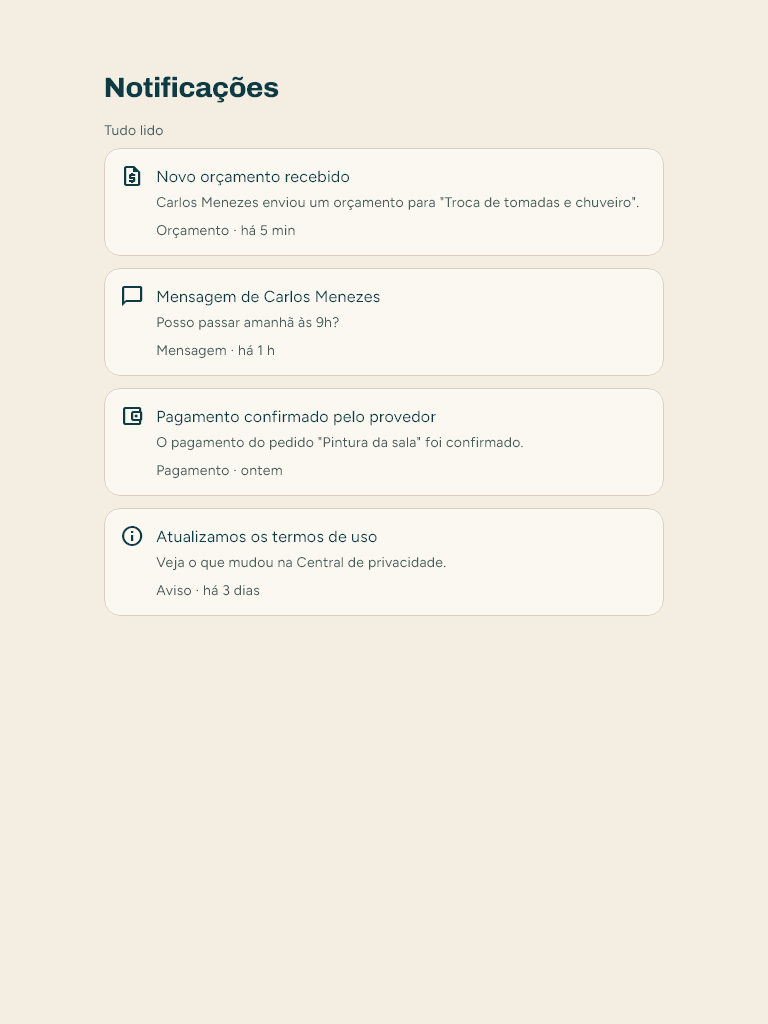 Notificações
Tudo lido
Novo orçamento recebido
Carlos Menezes enviou um orçamento para "Troca de tomadas e chuveiro".
Orçamento · há 5 min
Mensagem de Carlos Menezes
Posso passar amanhã às 9h?
Mensagem · há 1 h
Pagamento confirmado pelo provedor
O pagamento do pedido "Pintura da sala" foi confirmado.
Pagamento · ontem
Atualizamos os termos de uso
Veja o que mudou na Central de privacidade.
Aviso · há 3 dias